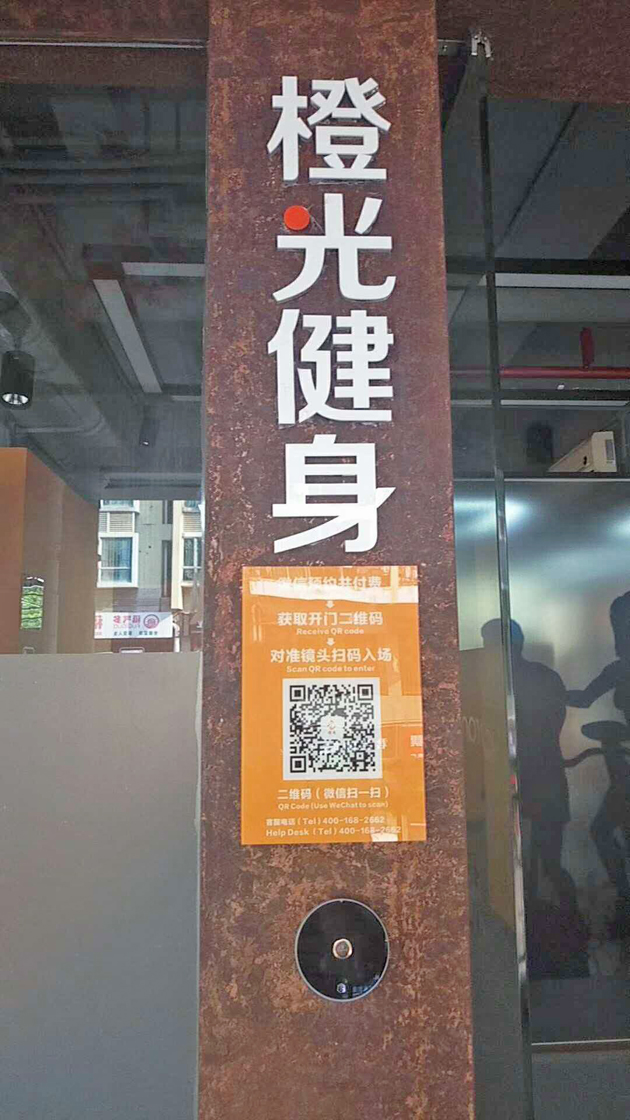 橙光健身
微信预约并付费
获取开门二维码
Receive QR code
对准镜头扫码入场
Scan QR code to enter
二维码（微信扫一扫）
QR Code (Use WeChat to scan)
客服电话（Tel）400-168-2662
Help Desk（Tel）400-168-2662